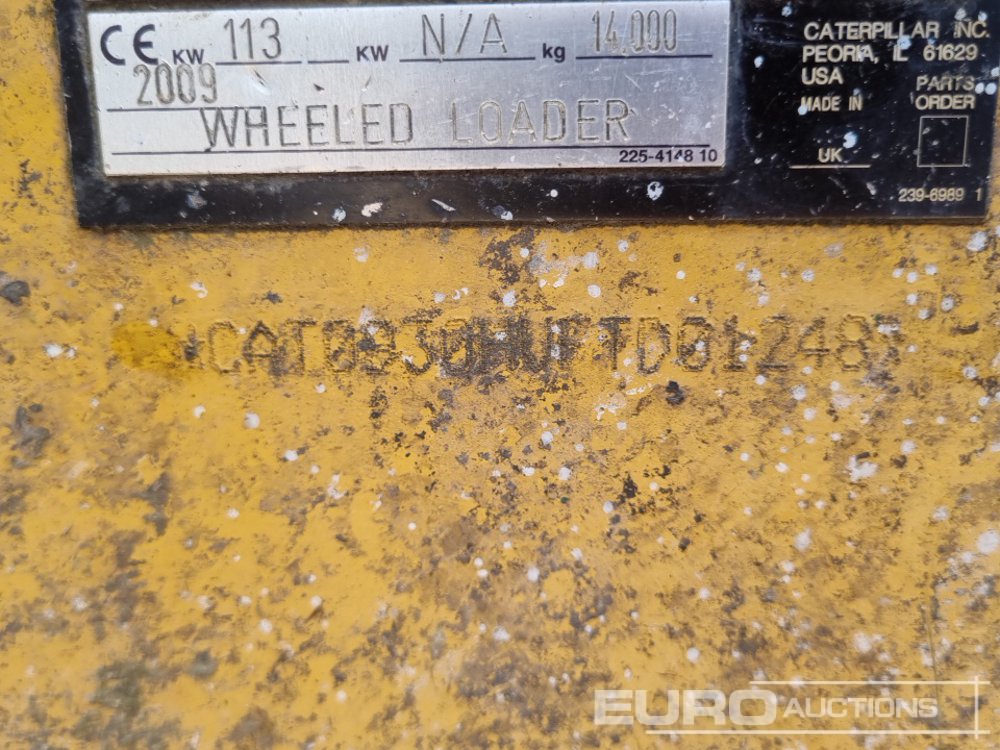 CE KW 113 KW N/A kg 14,000
2009
WHEELED LOADER
225-4148 10
CATERPILLAR INC.
PEORIA, IL 61629
USA
MADE IN
PARTS
ORDER
UK
239-6989 1
*CAT0930HVFTD01248*
EURO AUCTIONS